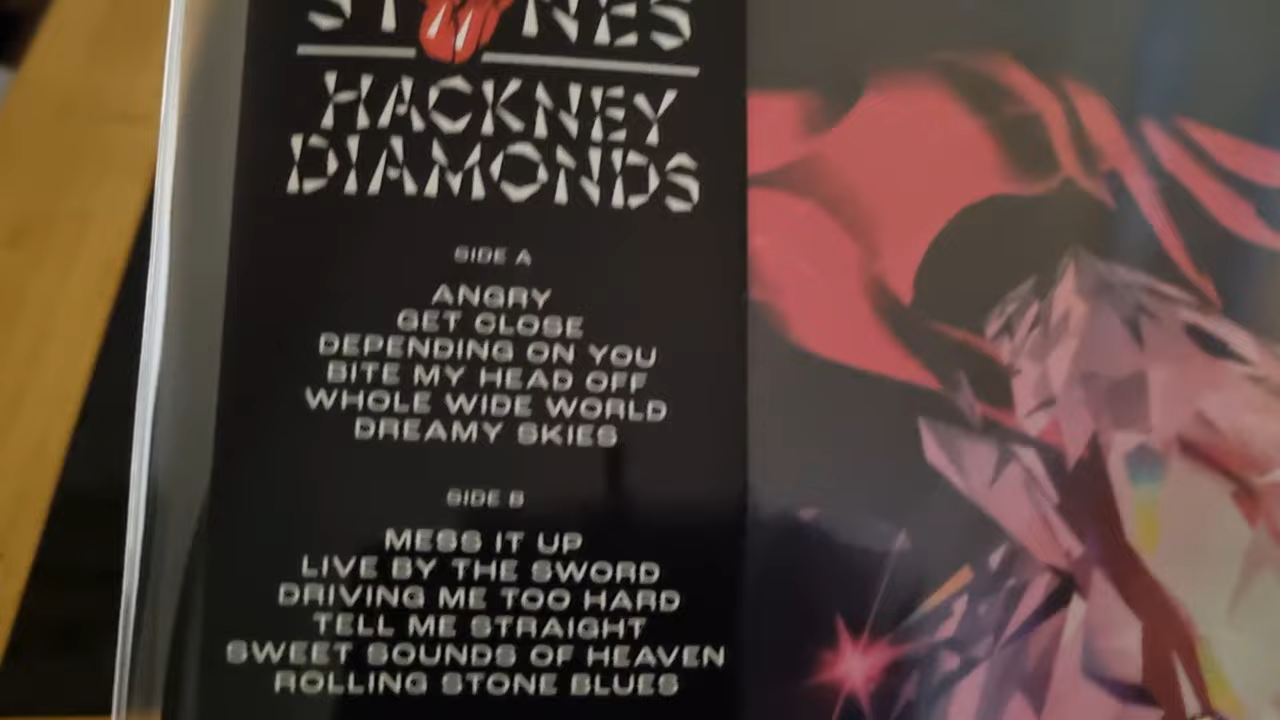 STONES
HACKNEY
DIAMONDS
SIDE A
ANGRY
GET CLOSE
DEPENDING ON YOU
BITE MY HEAD OFF
WHOLE WIDE WORLD
DREAMY SKIES
SIDE B
MESS IT UP
LIVE BY THE SWORD
DRIVING ME TOO HARD
TELL ME STRAIGHT
SWEET SOUNDS OF HEAVEN
ROLLING STONE BLUES